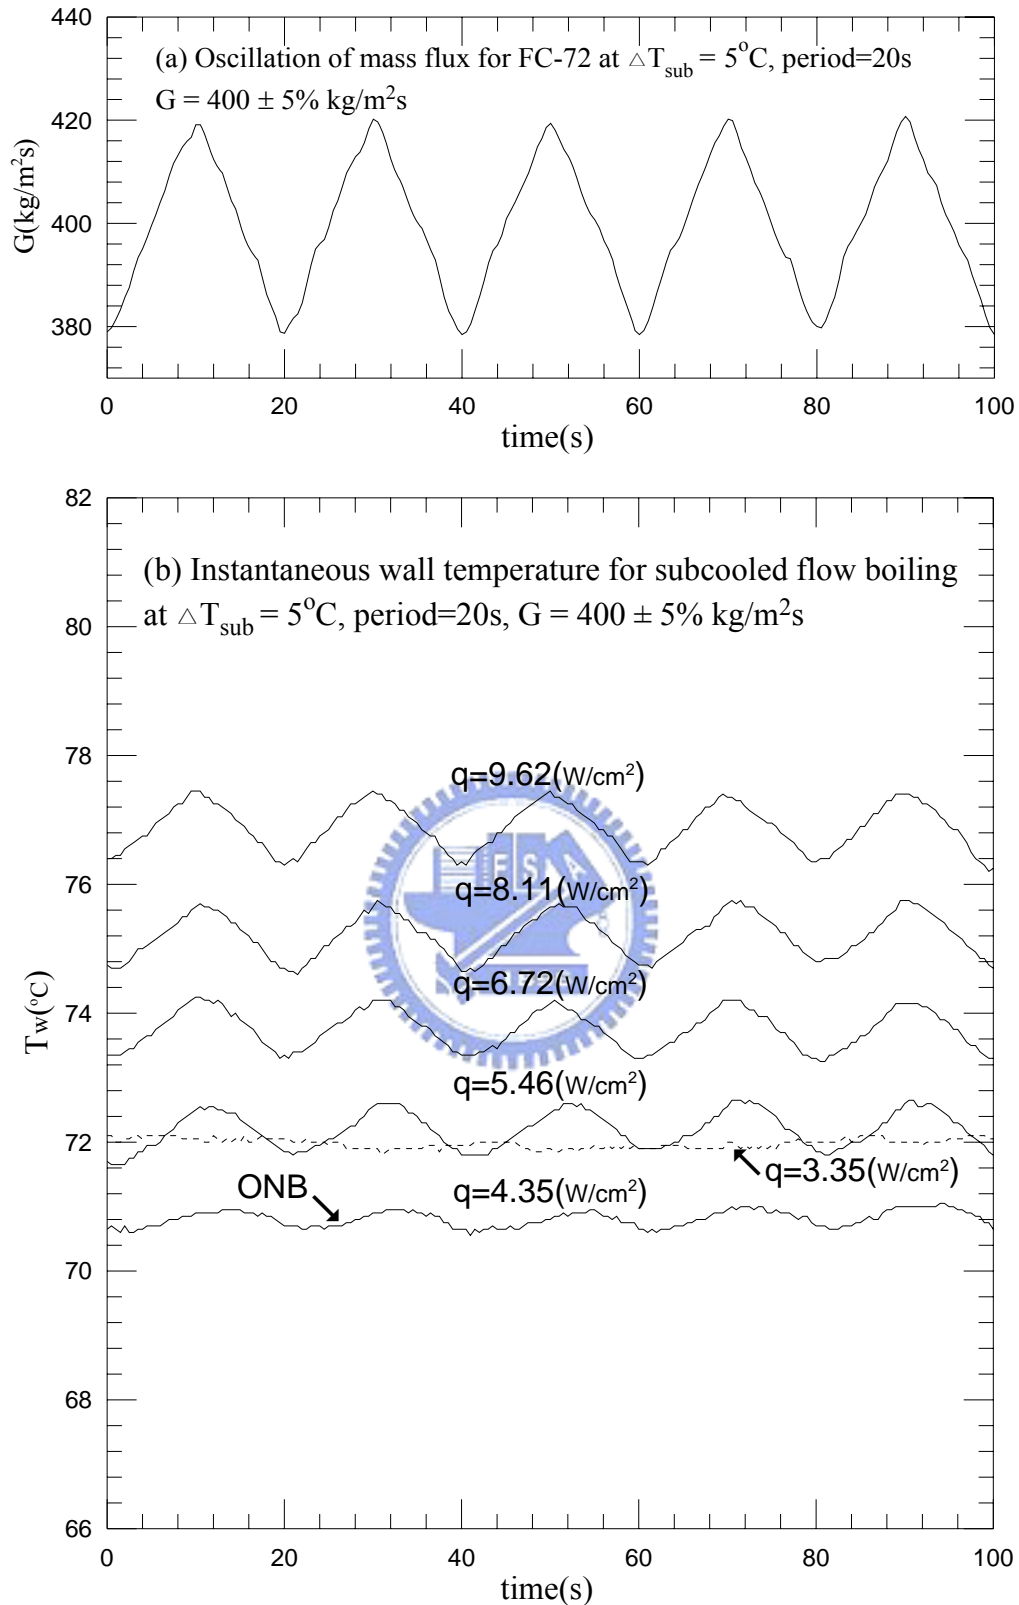 440
420
400
380
G(kg/m²s)
(a) Oscillation of mass flux for FC-72 at △T_sub = 5°C, period=20s
G = 400 ± 5% kg/m²s
0 20 40 60 80 100
time(s)
82
80
78
76
74
72
70
68
66
Tw(°C)
(b) Instantaneous wall temperature for subcooled flow boiling
at △T_sub = 5°C, period=20s, G = 400 ± 5% kg/m²s
q=9.62(W/cm²)
q=8.11(W/cm²)
q=6.72(W/cm²)
q=5.46(W/cm²)
q=3.35(W/cm²)
ONB
q=4.35(W/cm²)
0 20 40 60 80 100
time(s)